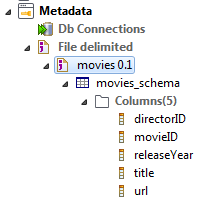 Metadata
Db Connections
File delimited
movies 0.1
movies_schema
Columns(5)
directorID
movieID
releaseYear
title
url